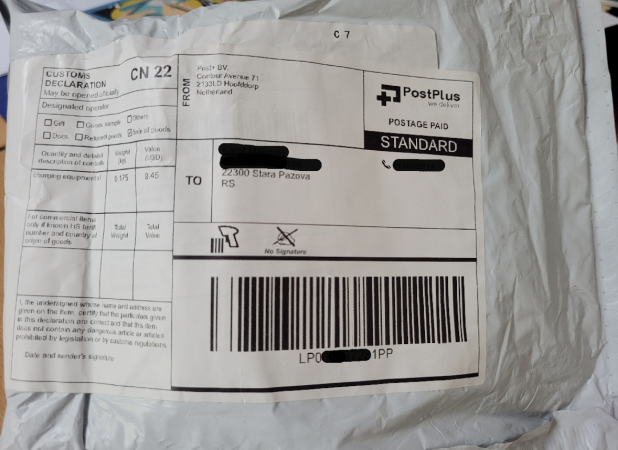 C 7
CUSTOMS
DECLARATION
CN 22
May be opened officially
Designated operator
Gift
Goods sample
Others
Docs
Returned goods
Sale of goods
Quantity and detailed
description of contents
Weight
(kg)
Value
(USD)
Charging equipment
0.175
8.45
For commercial items
only if known HS tariff
number and country of
origin of goods
Total
Weight
Total
Value
I, the undersigned whose name and address are
given on the item, certify that the particulars given
in this declaration are correct and that this item
does not contain any dangerous article or articles
prohibited by legislation or by customs regulations
Date and sender's signature
FROM
Post+ BV.
Contour Avenue 71
Hoofddorp
Netherland
PostPlus
we deliver
POSTAGE PAID
STANDARD
TO
22300 Stara Pazova
RS
No Signature
LP0 1PP